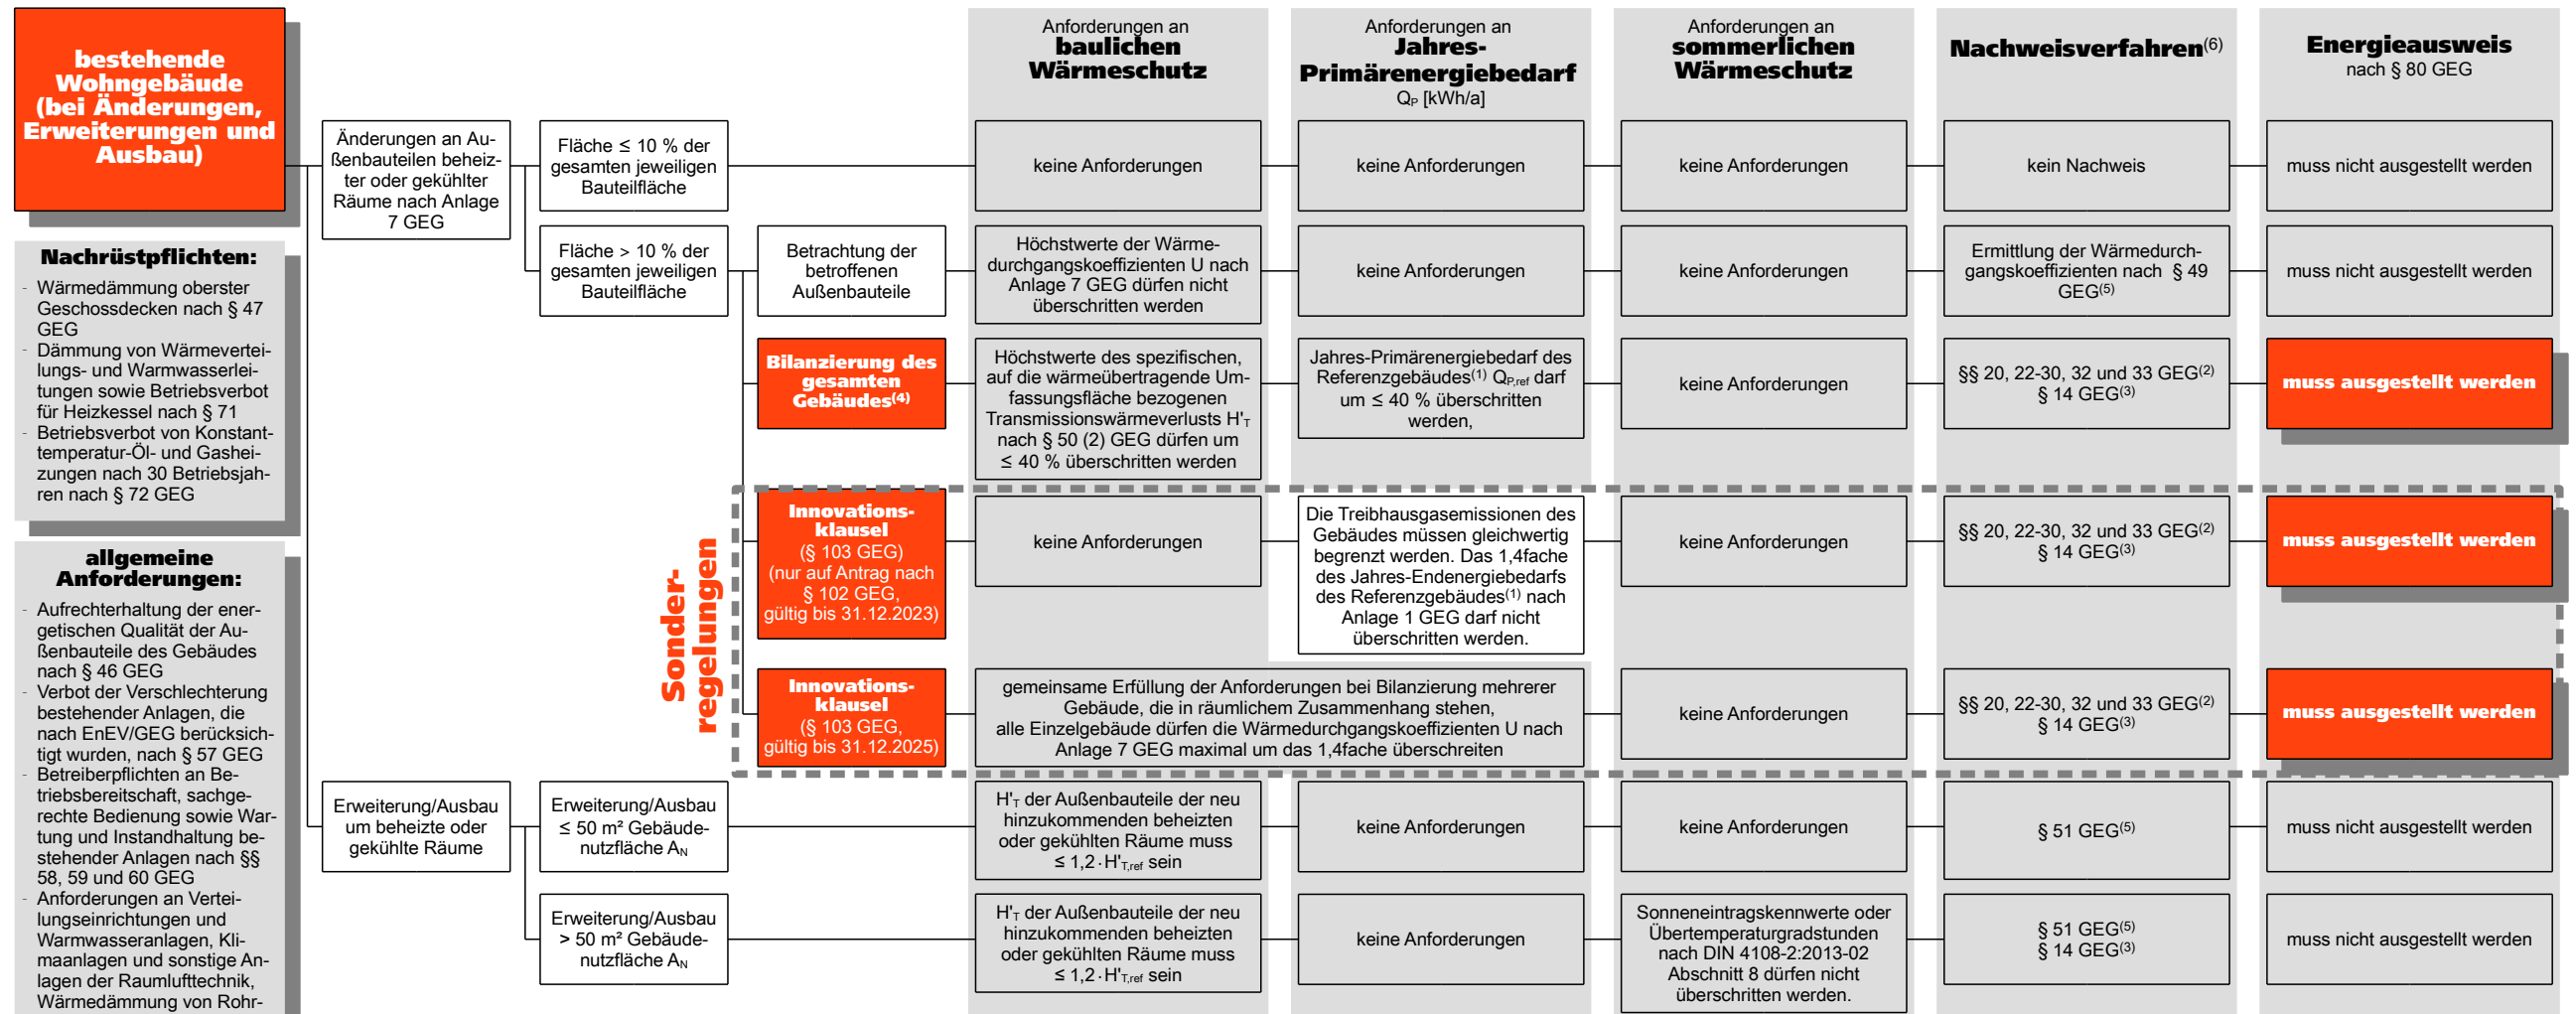 bestehende
Wohngebäude
(bei Änderungen,
Erweiterungen und
Ausbau)
Nachrüstpflichten:
- Wärmedämmung oberster
Geschossdecken nach § 47
GEG
- Dämmung von Wärmevertei-
lungs- und Warmwasserlei-
tungen sowie Betriebsverbot
für Heizkessel nach § 71
- Betriebsverbot von Konstant-
temperatur-Öl- und Gashei-
zungen nach 30 Betriebsjah-
ren nach § 72 GEG
allgemeine
Anforderungen:
- Aufrechterhaltung der ener-
getischen Qualität der Au-
ßenbauteile des Gebäudes
nach § 46 GEG
- Verbot der Verschlechterung
bestehender Anlagen, die
nach EnEV/GEG berücksich-
tigt wurden, nach § 57 GEG
- Betreiberpflichten an Be-
triebsbereitschaft, sachge-
rechte Bedienung sowie War-
tung und Instandhaltung be-
stehender Anlagen nach §§
58, 59 und 60 GEG
- Anforderungen an Vertei-
lungseinrichtungen und
Warmwasseranlagen, Kli-
maanlagen und sonstige An-
lagen der Raumlufttechnik,
Wärmedämmung von Rohr-
Anforderungen an
baulichen
Wärmeschutz
Anforderungen an
Jahres-
Primärenergiebedarf
QP [kWh/a]
Anforderungen an
sommerlichen
Wärmeschutz
Nachweisverfahren(6)
Energieausweis
nach § 80 GEG
Änderungen an Au-
ßenbauteilen beheiz-
ter oder gekühlter
Räume nach Anlage
7 GEG
Fläche ≤ 10 % der
gesamten jeweiligen
Bauteilfläche
keine Anforderungen
keine Anforderungen
keine Anforderungen
kein Nachweis
muss nicht ausgestellt werden
Fläche > 10 % der
gesamten jeweiligen
Bauteilfläche
Betrachtung der
betroffenen
Außenbauteile
Höchstwerte der Wärme-
durchgangskoeffizienten U nach
Anlage 7 GEG dürfen nicht
überschritten werden
keine Anforderungen
keine Anforderungen
Ermittlung der Wärmedurch-
gangskoeffizienten nach § 49
GEG(5)
muss nicht ausgestellt werden
Bilanzierung des
gesamten
Gebäudes(4)
Höchstwerte des spezifischen,
auf die wärmeübertragende Um-
fassungsfläche bezogenen
Transmissionswärmeverlusts H'T
nach § 50 (2) GEG dürfen um
≤ 40 % überschritten werden
Jahres-Primärenergiebedarf des
Referenzgebäudes(1) QP,ref darf
um ≤ 40 % überschritten
werden,
keine Anforderungen
§§ 20, 22-30, 32 und 33 GEG(2)
§ 14 GEG(3)
muss ausgestellt werden
Sonder-
regelungen
Innovations-
klausel
(§ 103 GEG)
(nur auf Antrag nach
§ 102 GEG,
gültig bis 31.12.2023)
keine Anforderungen
Die Treibhausgasemissionen des
Gebäudes müssen gleichwertig
begrenzt werden. Das 1,4fache
des Jahres-Endenergiebedarfs
des Referenzgebäudes(1) nach
Anlage 1 GEG darf nicht
überschritten werden.
keine Anforderungen
§§ 20, 22-30, 32 und 33 GEG(2)
§ 14 GEG(3)
muss ausgestellt werden
Innovations-
klausel
(§ 103 GEG,
gültig bis 31.12.2025)
gemeinsame Erfüllung der Anforderungen bei Bilanzierung mehrerer
Gebäude, die in räumlichem Zusammenhang stehen,
alle Einzelgebäude dürfen die Wärmedurchgangskoeffizienten U nach
Anlage 7 GEG maximal um das 1,4fache überschreiten
keine Anforderungen
§§ 20, 22-30, 32 und 33 GEG(2)
§ 14 GEG(3)
muss ausgestellt werden
Erweiterung/Ausbau
um beheizte oder
gekühlte Räume
Erweiterung/Ausbau
≤ 50 m² Gebäude-
nutzfläche AN
H'T der Außenbauteile der neu
hinzukommenden beheizten
oder gekühlten Räume muss
≤ 1,2 · H'T,ref sein
keine Anforderungen
keine Anforderungen
§ 51 GEG(5)
muss nicht ausgestellt werden
Erweiterung/Ausbau
> 50 m² Gebäude-
nutzfläche AN
H'T der Außenbauteile der neu
hinzukommenden beheizten
oder gekühlten Räume muss
≤ 1,2 · H'T,ref sein
keine Anforderungen
Sonneneintragskennwerte oder
Übertemperaturgradstunden
nach DIN 4108-2:2013-02
Abschnitt 8 dürfen nicht
überschritten werden.
§ 51 GEG(5)
§ 14 GEG(3)
muss nicht ausgestellt werden